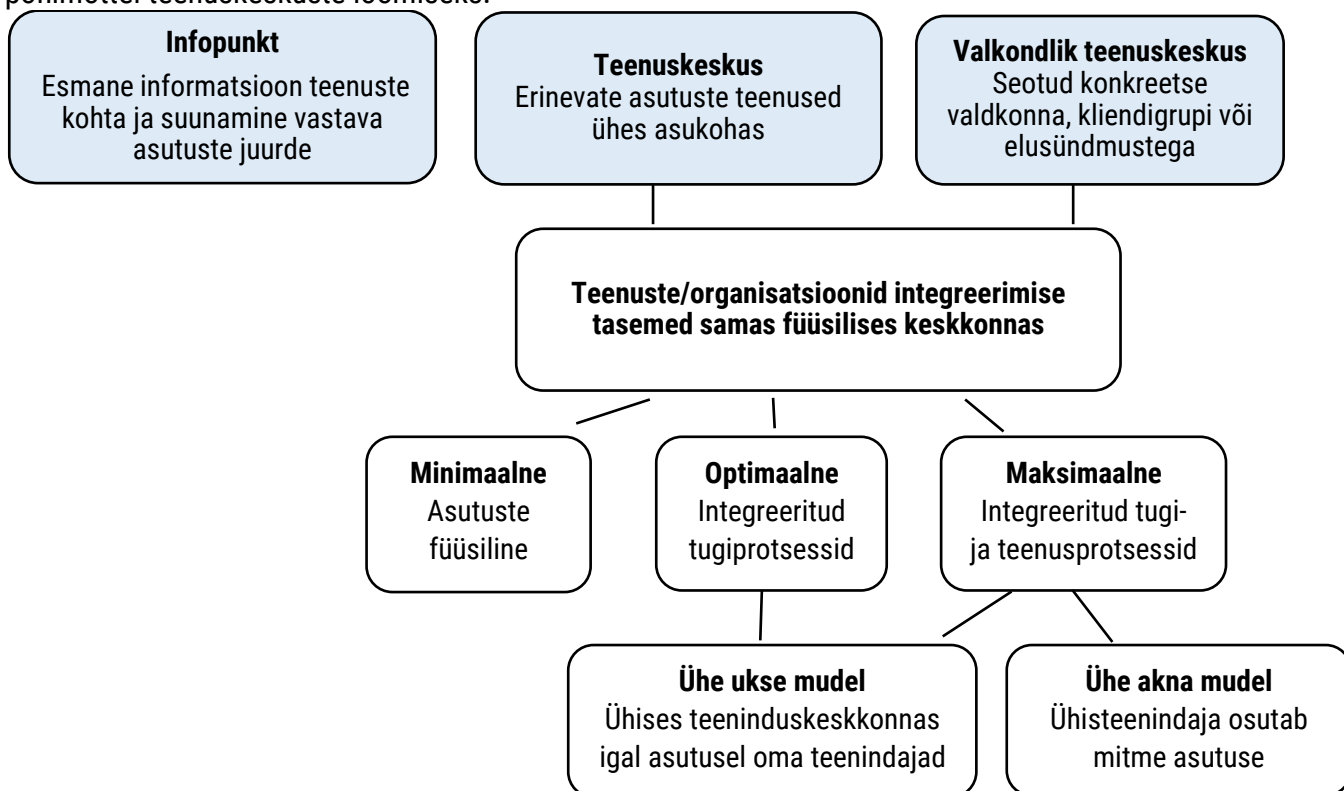 Infopunkt
Esmane informatsioon teenuste
kohta ja suunamine vastava
asutuste juurde
Teenuskeskus
Erinevate asutuste teenused
ühes asukohas
Valkondlik teenuskeskus
Seotud konkreetse
valdkonna, kliendigrupi või
elusündmustega
Teenuste/organisatsioonid integreerimise
tasemed samas füüsilises keskkonnas
Minimaalne
Asutuste
füüsiline
Optimaalne
Integreeritud
tugiprotsessid
Maksimaalne
Integreeritud tugi-
ja teenusprotsessid
Ühe ukse mudel
Ühises teeninduskeskkonnas
igal asutusel oma teenindajad
Ühe akna mudel
Ühisteenindaja osutab
mitme asutuse